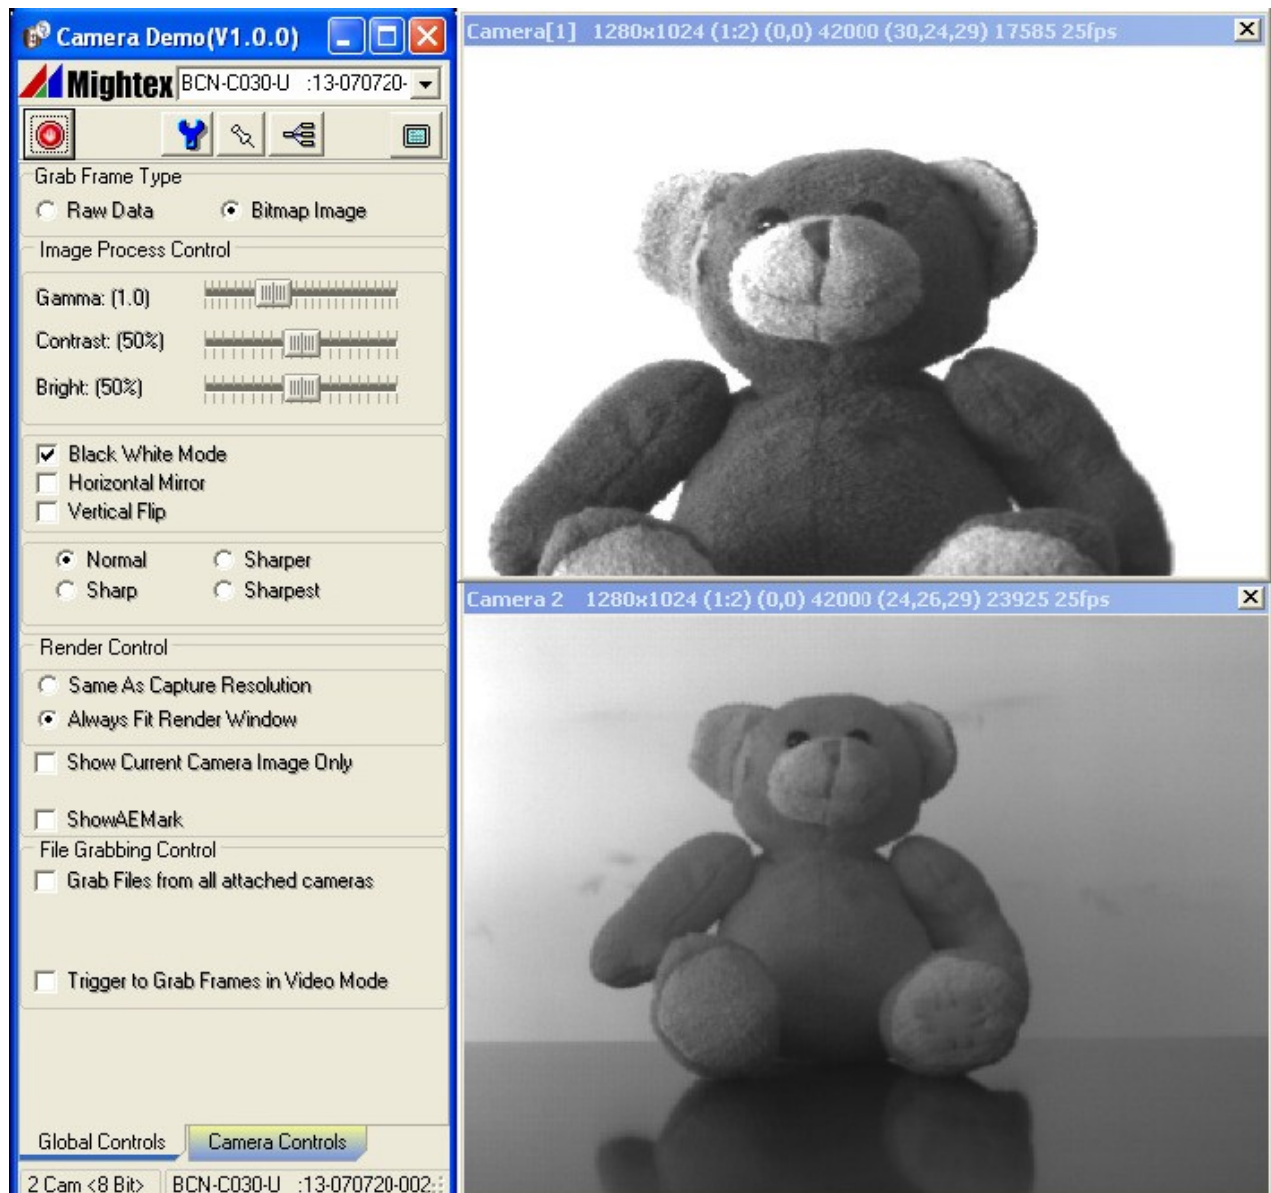 Camera Demo(V1.0.0)
Mightex BCN-C030-U :13-070720-
Grab Frame Type
Raw Data Bitmap Image
Image Process Control
Gamma: (1.0)
Contrast: (50%)
Bright: (50%)
Black White Mode
Horizontal Mirror
Vertical Flip
Normal Sharper
Sharp Sharpest
Render Control
Same As Capture Resolution
Always Fit Render Window
Show Current Camera Image Only
ShowAEMark
File Grabbing Control
Grab Files from all attached cameras
Trigger to Grab Frames in Video Mode
Global Controls Camera Controls
2 Cam <8 Bit> BCN-C030-U :13-070720-002
Camera[1] 1280x1024 (1:2) (0,0) 42000 (30,24,29) 17585 25fps
Camera 2 1280x1024 (1:2) (0,0) 42000 (24,26,29) 23925 25fps